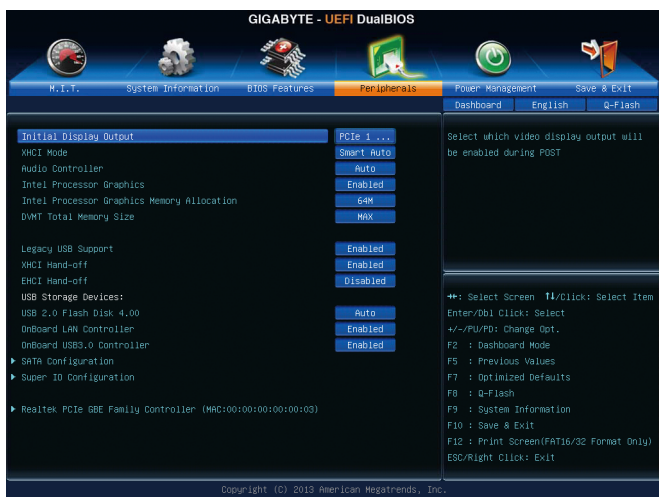 GIGABYTE - UEFI DualBIOS
M.I.T. System Information BIOS Features Peripherals Power Management Save & Exit
Dashboard English Q-Flash
Initial Display Output PCIe 1 ...
XHCI Mode Smart Auto
Audio Controller Auto
Intel Processor Graphics Enabled
Intel Processor Graphics Memory Allocation 64M
DVMT Total Memory Size MAX
Legacy USB Support Enabled
XHCI Hand-off Enabled
EHCI Hand-off Disabled
USB Storage Devices:
USB 2.0 Flash Disk 4.00 Auto
OnBoard LAN Controller Enabled
OnBoard USB3.0 Controller Enabled
SATA Configuration
Super IO Configuration
Realtek PCIe GBE Family Controller (MAC:00:00:00:00:00:03)
Select which video display output will
be enabled during POST
→←: Select Screen ↑↓/Click: Select Item
Enter/Dbl Click: Select
+/-/PU/PD: Change Opt.
F2 : Dashboard Mode
F5 : Previous Values
F7 : Optimized Defaults
F8 : Q-Flash
F9 : System Information
F10 : Save & Exit
F12 : Print Screen(FAT16/32 Format Only)
ESC/Right Click: Exit
Copyright (C) 2013 American Megatrends, Inc.